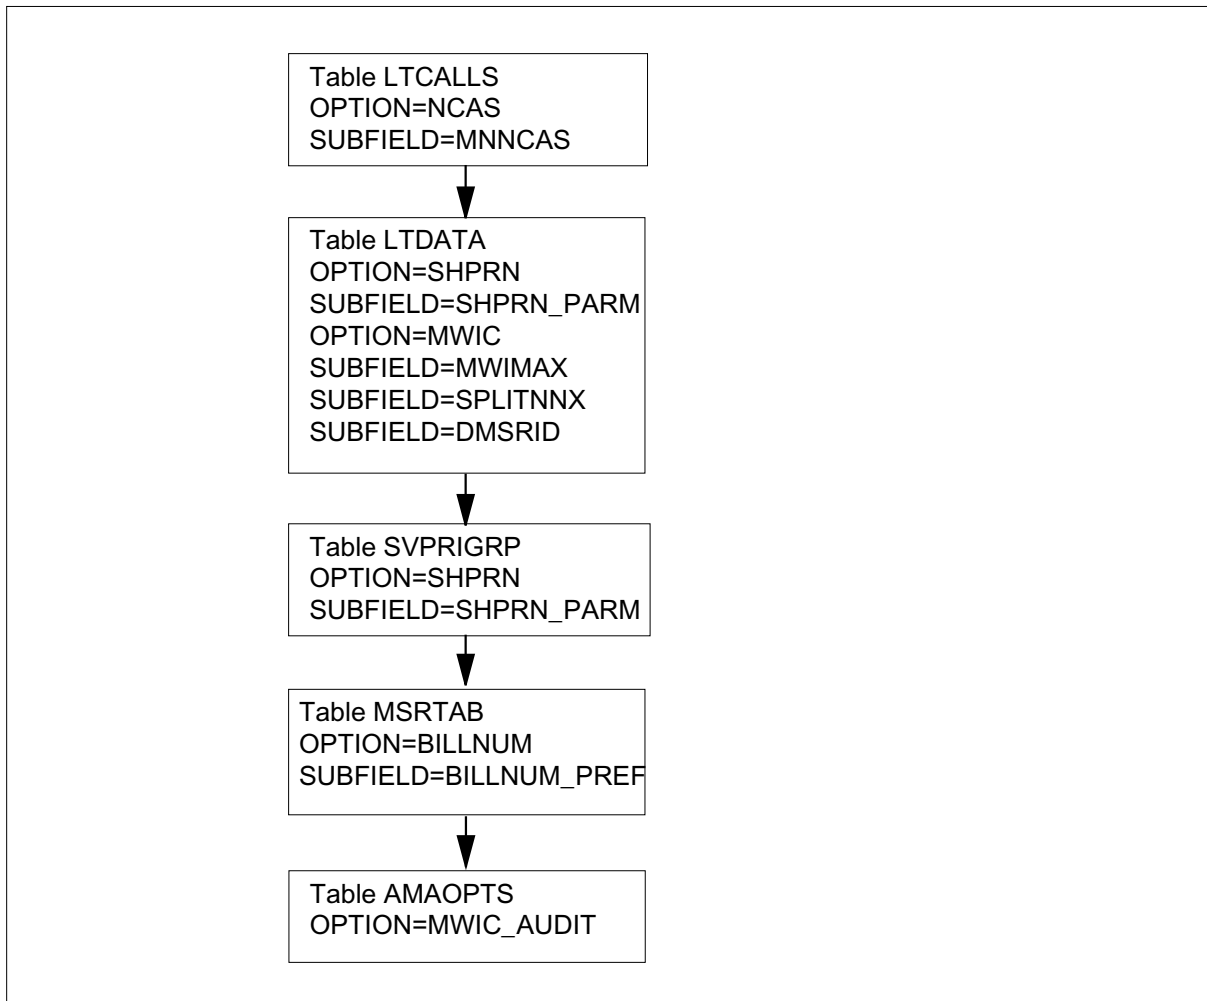 Table LTCALLS
OPTION=NCAS
SUBFIELD=MNNCAS
Table LTDATA
OPTION=SHPRN
SUBFIELD=SHPRN_PARM
OPTION=MWIC
SUBFIELD=MWIMAX
SUBFIELD=SPLITNNX
SUBFIELD=DMSRID
Table SVPRIGRP
OPTION=SHPRN
SUBFIELD=SHPRN_PARM
Table MSRTAB
OPTION=BILLNUM
SUBFIELD=BILLNUM_PREF
Table AMAOPTS
OPTION=MWIC_AUDIT